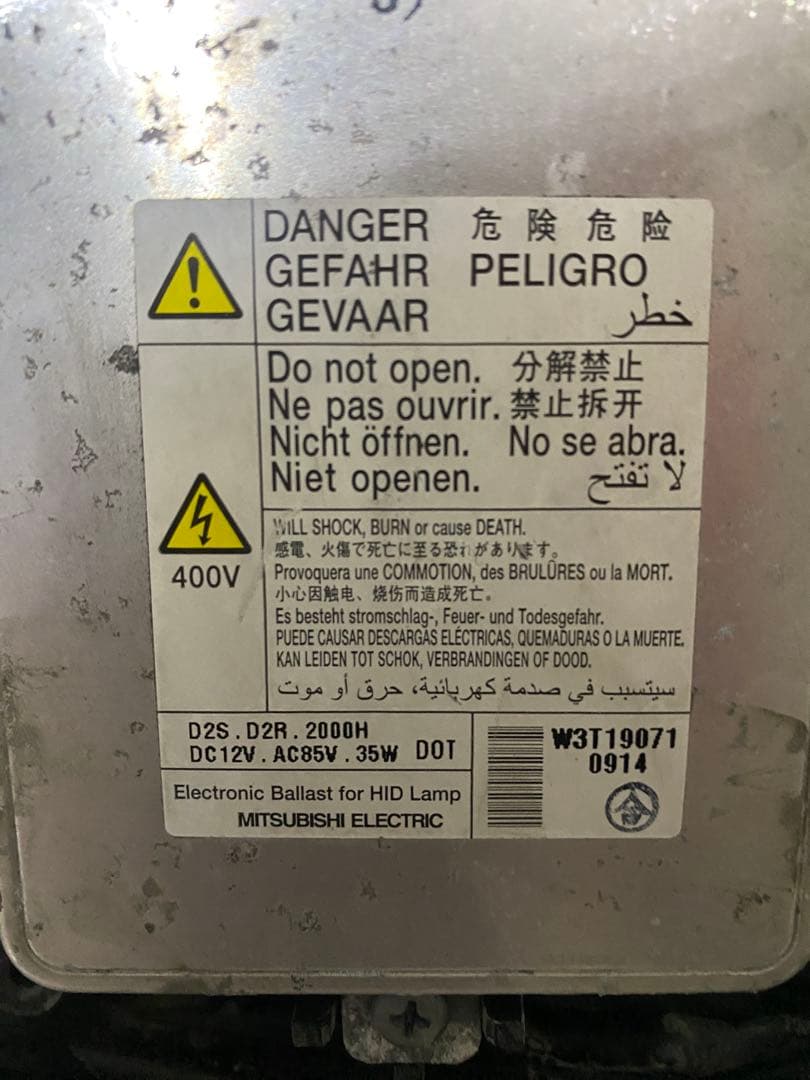 DANGER 危険 危险
GEFAHR PELIGRO
GEVAAR خطر
Do not open. 分解禁止
Ne pas ouvrir. 禁止拆开
Nicht öffnen. No se abra.
Niet openen. لا تفتح
400V
WILL SHOCK, BURN or cause DEATH.
感電、火傷で死亡に至る恐れがあります。
Provoquera une COMMOTION, des BRULÛRES ou la MORT.
小心因触电、烧伤而造成死亡。
Es besteht stromschlag-, Feuer- und Todesgefahr.
PUEDE CAUSAR DESCARGAS ELÉCTRICAS, QUEMADURAS O LA MUERTE.
KAN LEIDEN TOT SCHOK, VERBRANDINGEN OF DOOD.
سيتسبب في صدمة كهربائية، حرق أو موت
D2S . D2R . 2000H
DC12V . AC85V . 35W DOT
W3T19071
0914
Electronic Ballast for HID Lamp
MITSUBISHI ELECTRIC